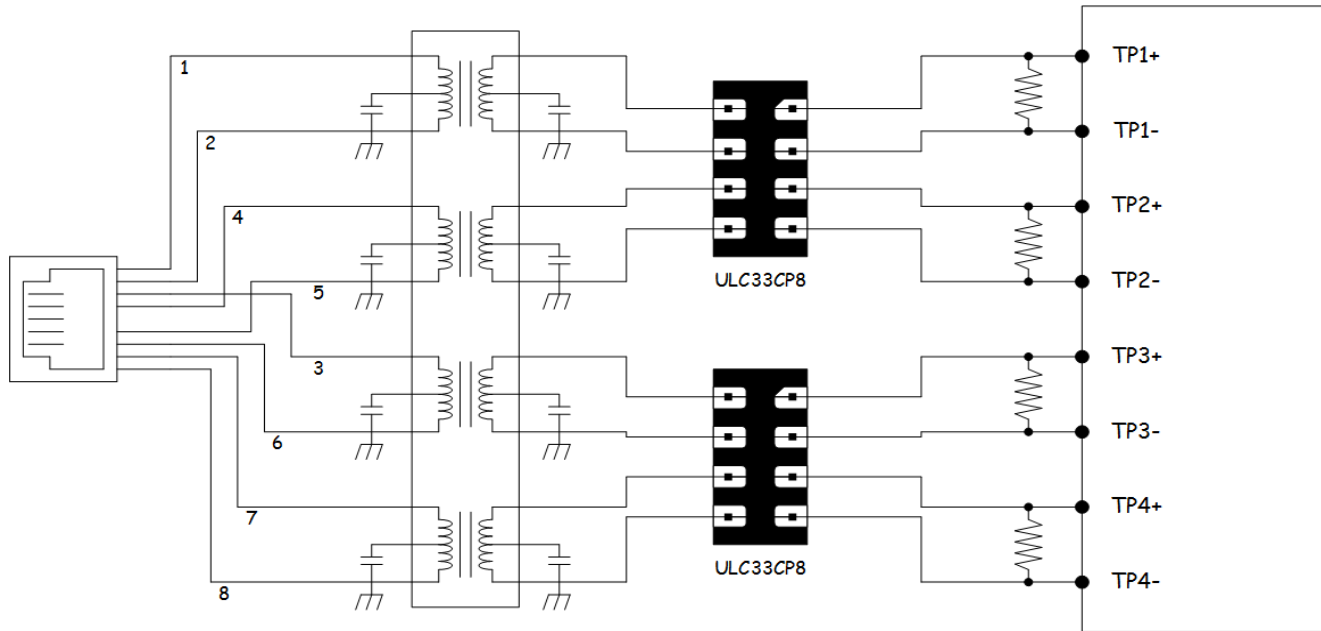 1
TP1+
2
TP1-
4
TP2+
5
ULC33CP8
TP2-
3
TP3+
6
TP3-
7
TP4+
ULC33CP8
8
TP4-